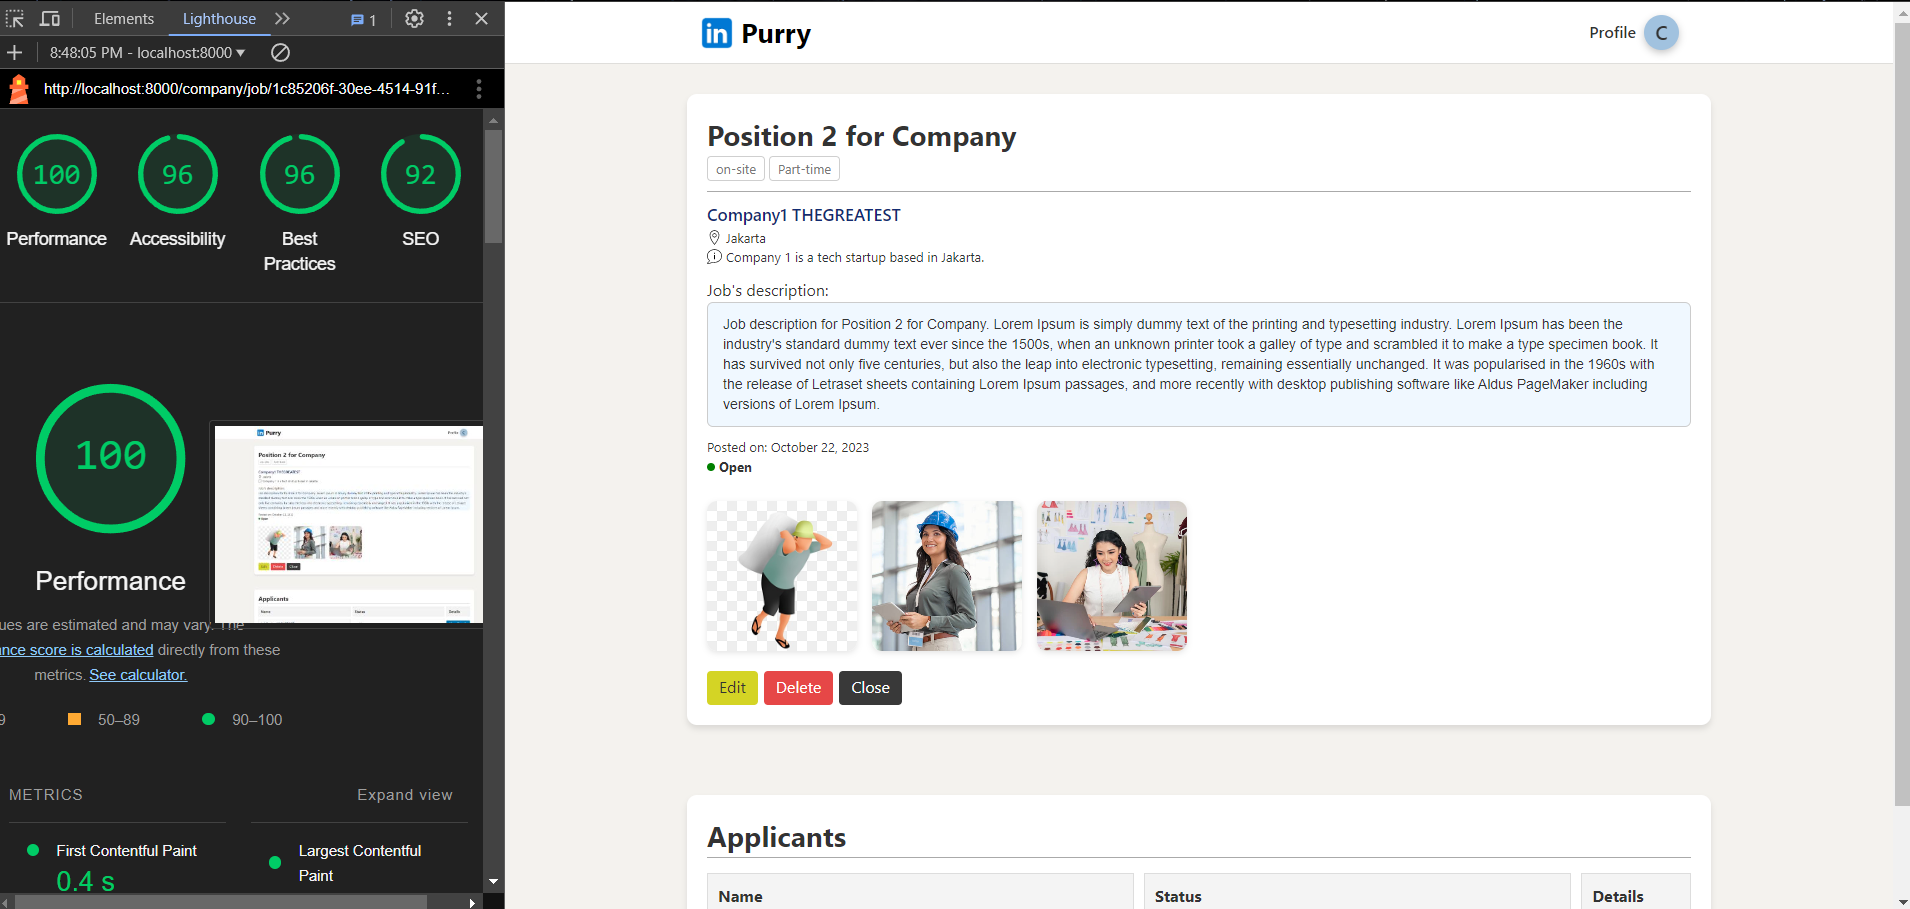 Elements
Lighthouse
1
8:48:05 PM - localhost:8000
http://localhost:8000/company/job/1c85206f-30ee-4514-91f...
100
96
96
92
Performance
Accessibility
Best
Practices
SEO
100
Position 2 for Company
Applicants
Performance
ues are estimated and may vary. The
nce score is calculated directly from these
metrics. See calculator.
9
50–89
90–100
METRICS
Expand view
First Contentful Paint
0.4 s
Largest Contentful
Paint
in Purry
Profile
C
Position 2 for Company
on-site
Part-time
Company1 THEGREATEST
Jakarta
Company 1 is a tech startup based in Jakarta.
Job's description:
Job description for Position 2 for Company. Lorem Ipsum is simply dummy text of the printing and typesetting industry. Lorem Ipsum has been the
industry's standard dummy text ever since the 1500s, when an unknown printer took a galley of type and scrambled it to make a type specimen book. It
has survived not only five centuries, but also the leap into electronic typesetting, remaining essentially unchanged. It was popularised in the 1960s with
the release of Letraset sheets containing Lorem Ipsum passages, and more recently with desktop publishing software like Aldus PageMaker including
versions of Lorem Ipsum.
Posted on: October 22, 2023
Open
Edit
Delete
Close
Applicants
Name
Status
Details